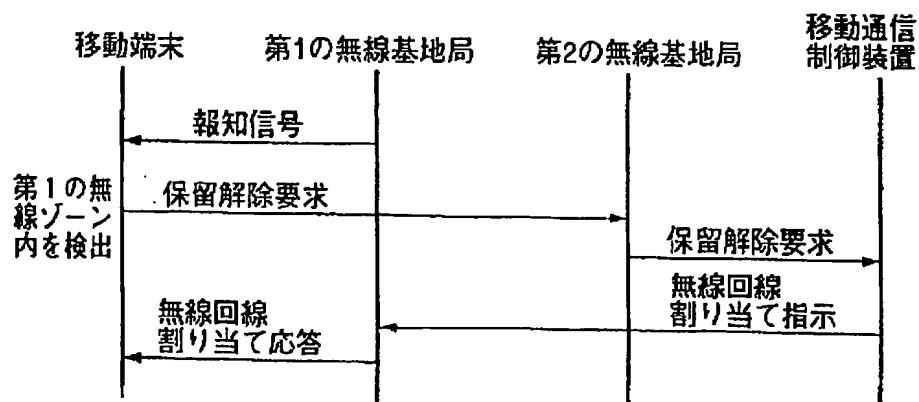 移動端末
第1の無線基地局
第2の無線基地局
移動通信
制御装置
報知信号
第1の無
線ゾーン
内を検出
保留解除要求
保留解除要求
無線回線
割り当て指示
無線回線
割り当て応答